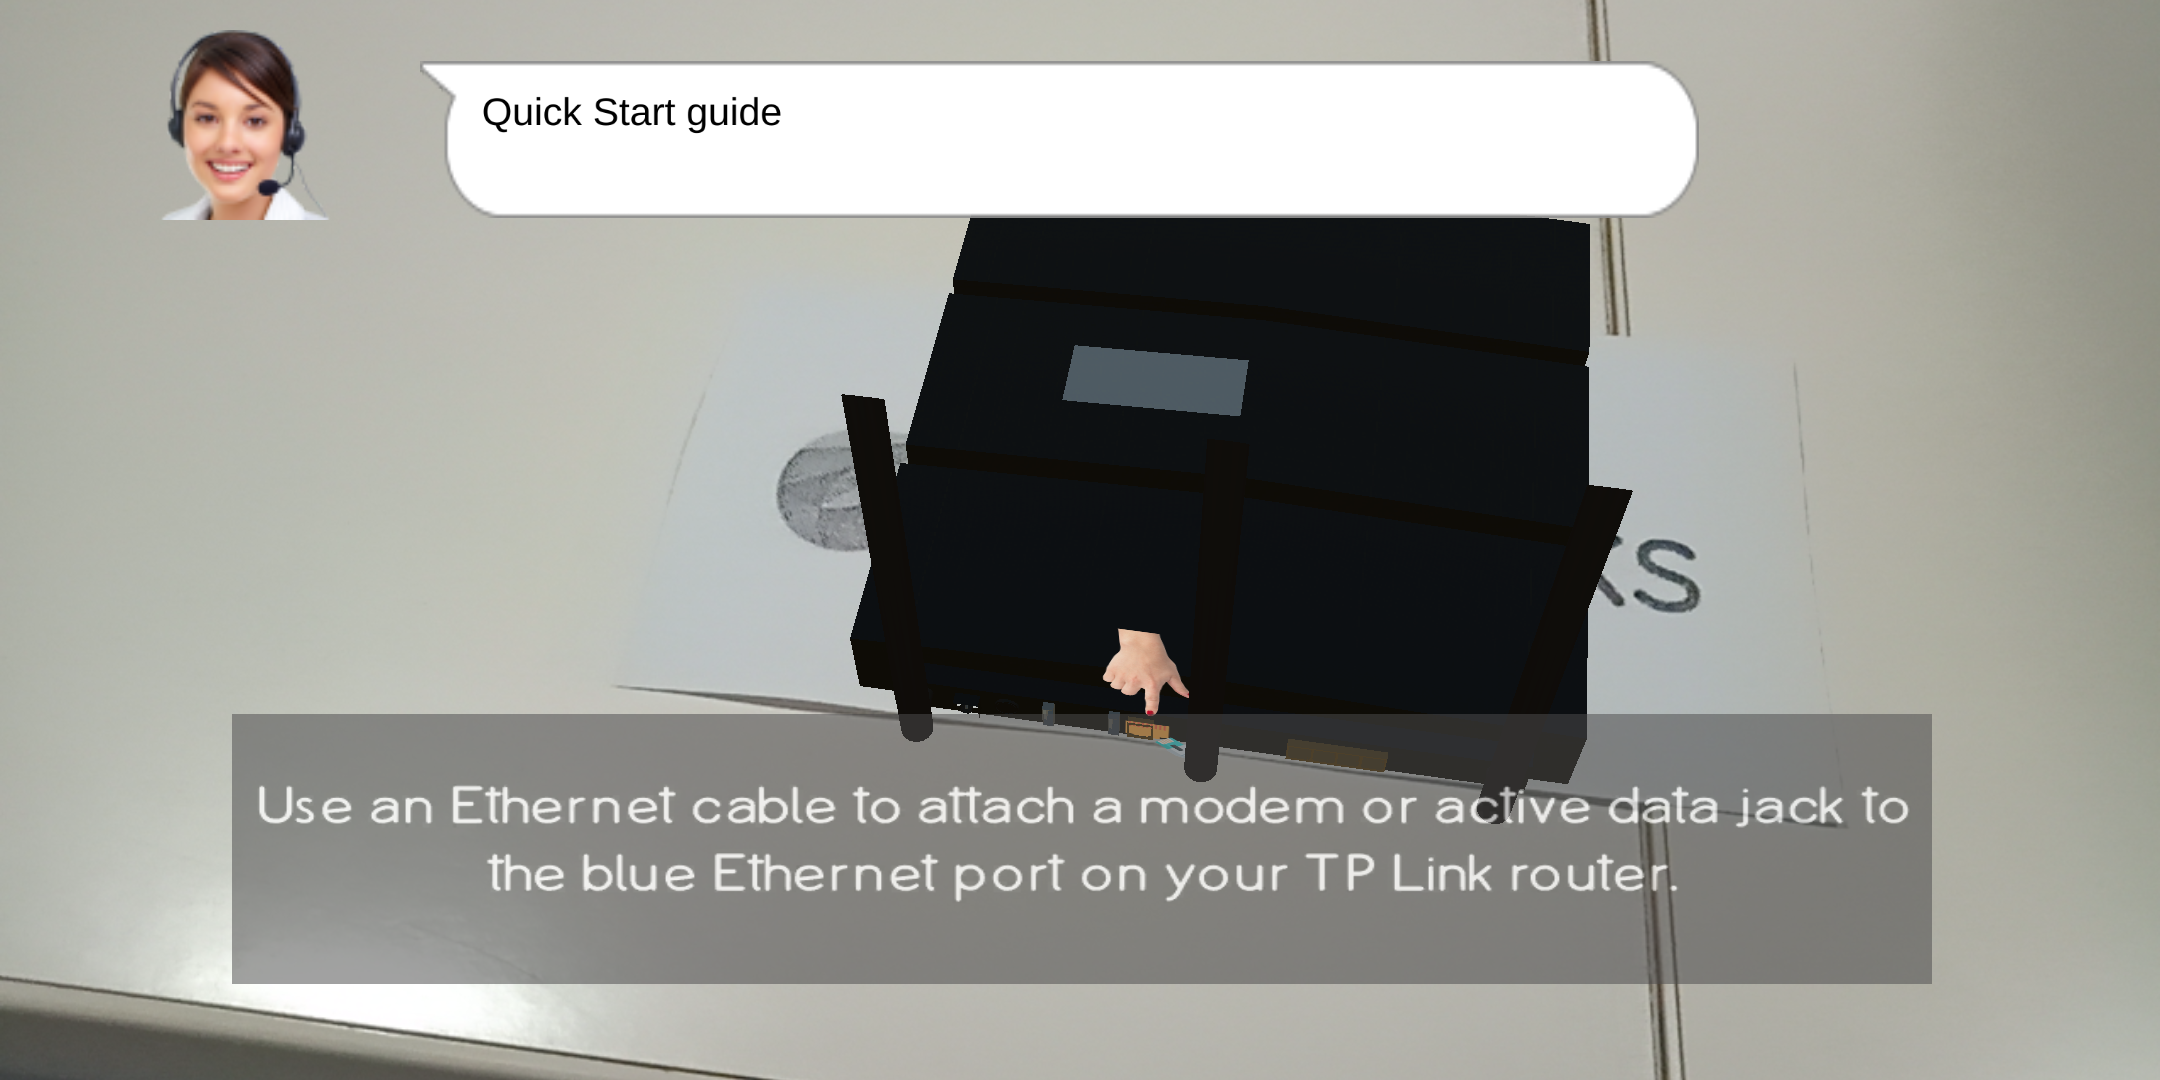 Quick Start guide
Use an Ethernet cable to attach a modem or active data jack to
the blue Ethernet port on your TP Link router.